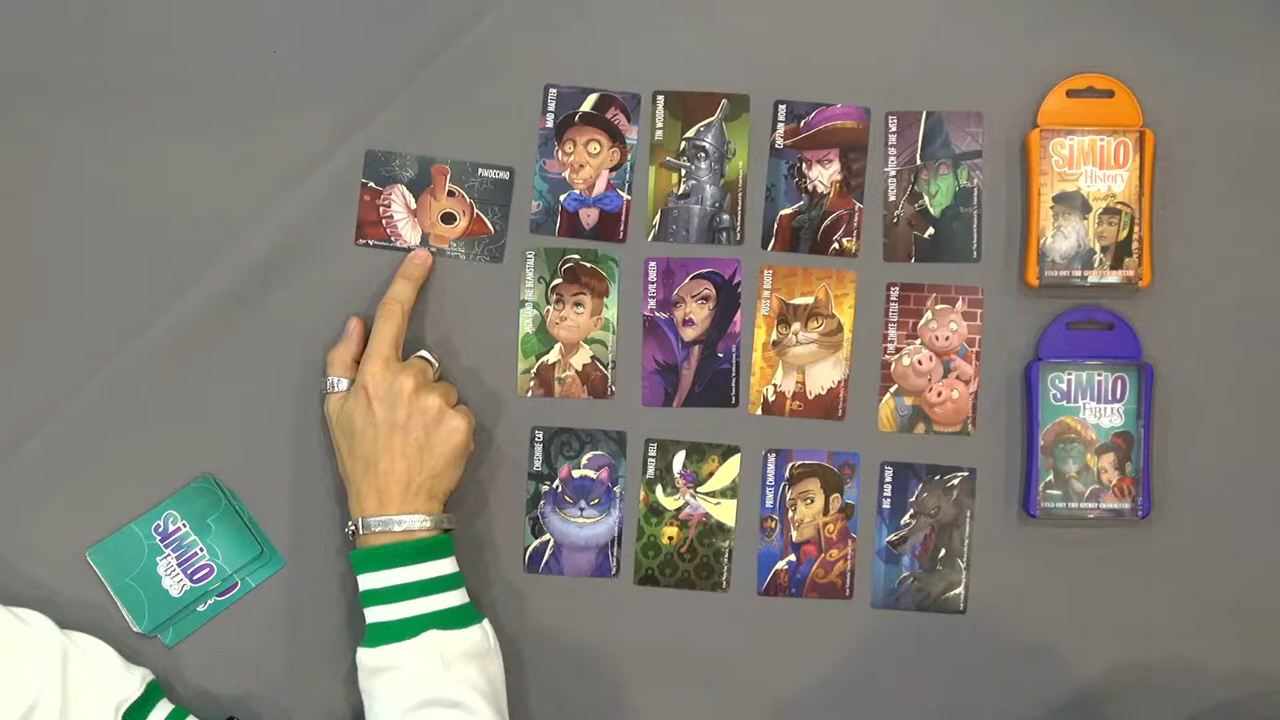 PINOCCHIO
MAD HATTER
TIN WOODMAN
CAPTAIN HOOK
WICKED WITCH OF THE WEST
JACK (AND THE BEANSTALK)
THE EVIL QUEEN
PUSS IN BOOTS
THE THREE LITTLE PIGS
CHESHIRE CAT
TINKER BELL
PRINCE CHARMING
BIG BAD WOLF
SiMiLO
History
FIND OUT THE SECRET CHARACTER!
SiMiLO
FABLES
FIND OUT THE SECRET CHARACTER!
SiMiLO
FABLES